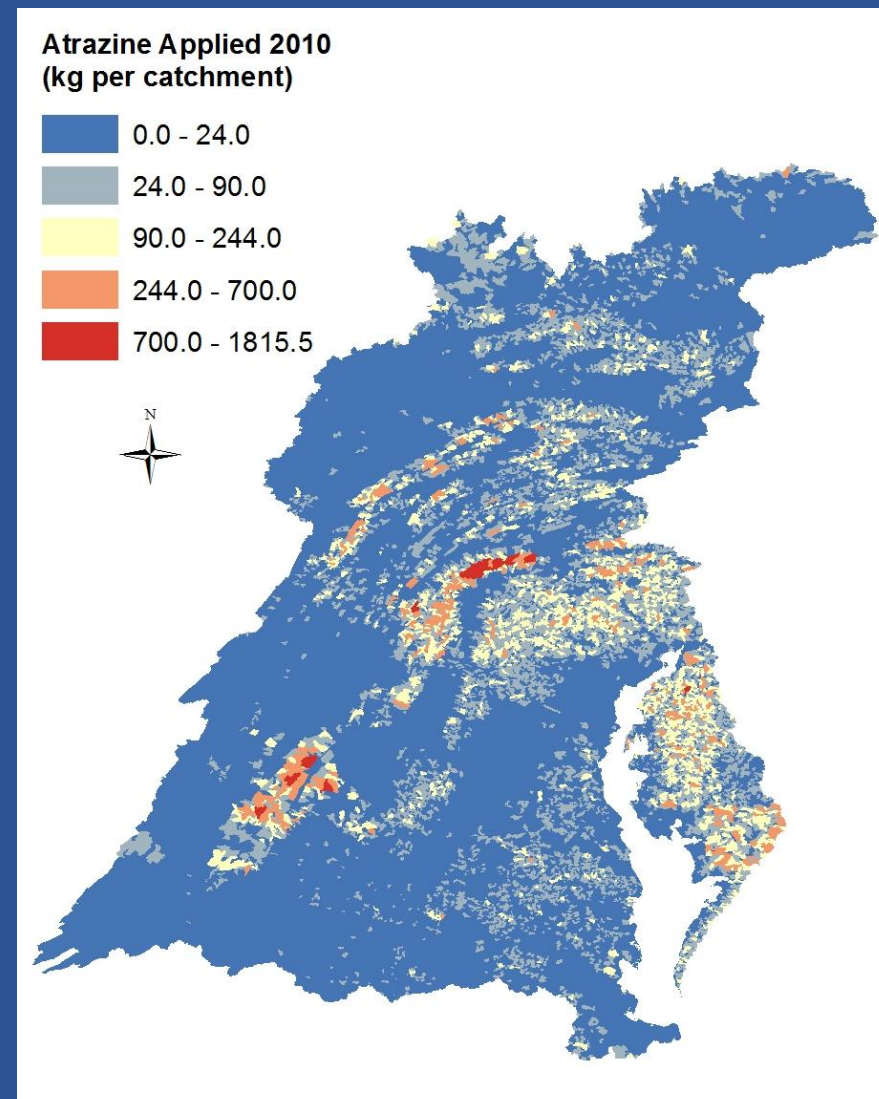 Atrazine Applied 2010
(kg per catchment)
0.0 - 24.0
24.0 - 90.0
90.0 - 244.0
244.0 - 700.0
700.0 - 1815.5
N